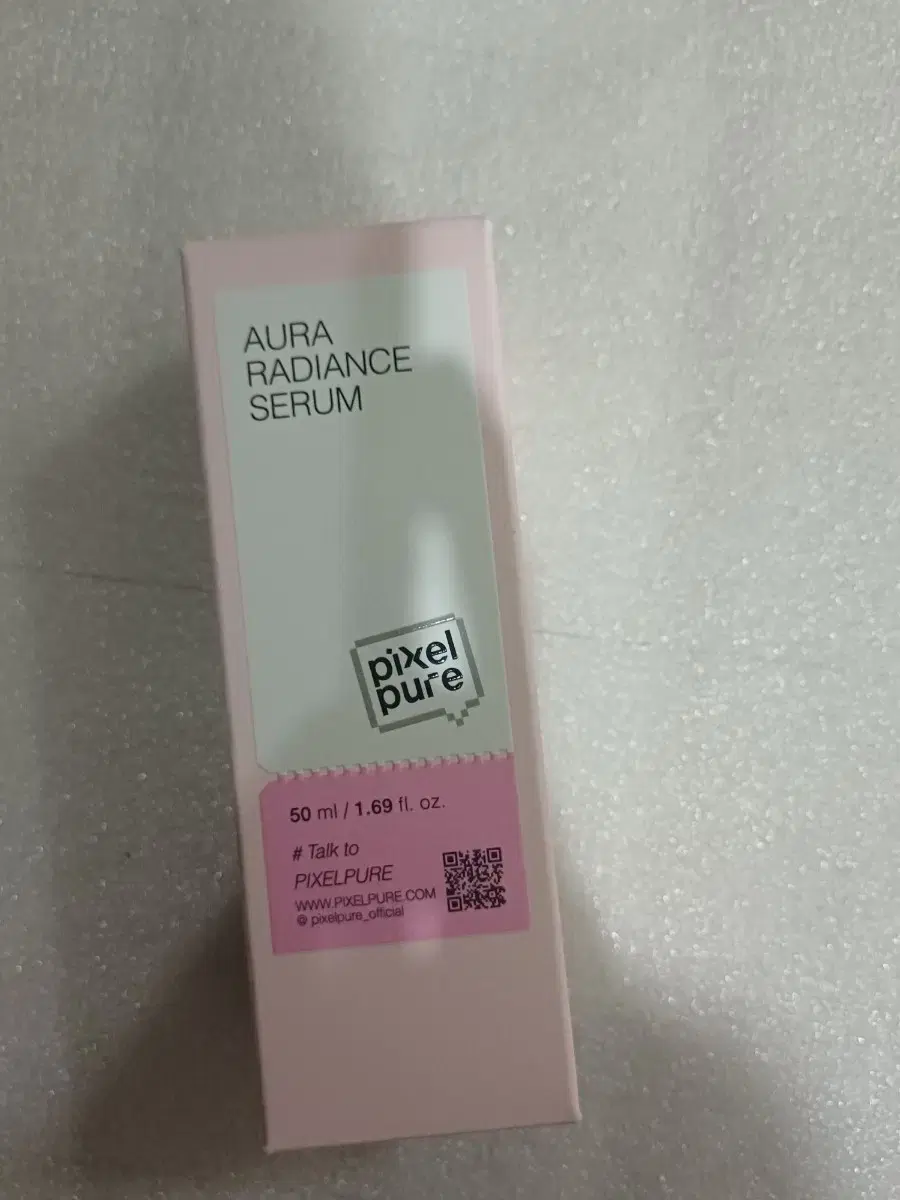 AURA
RADIANCE
SERUM
pixel
pure
50 ml / 1.69 fl. oz.
# Talk to
PIXELPURE
WWW.PIXELPURE.COM
@ pixelpure_official